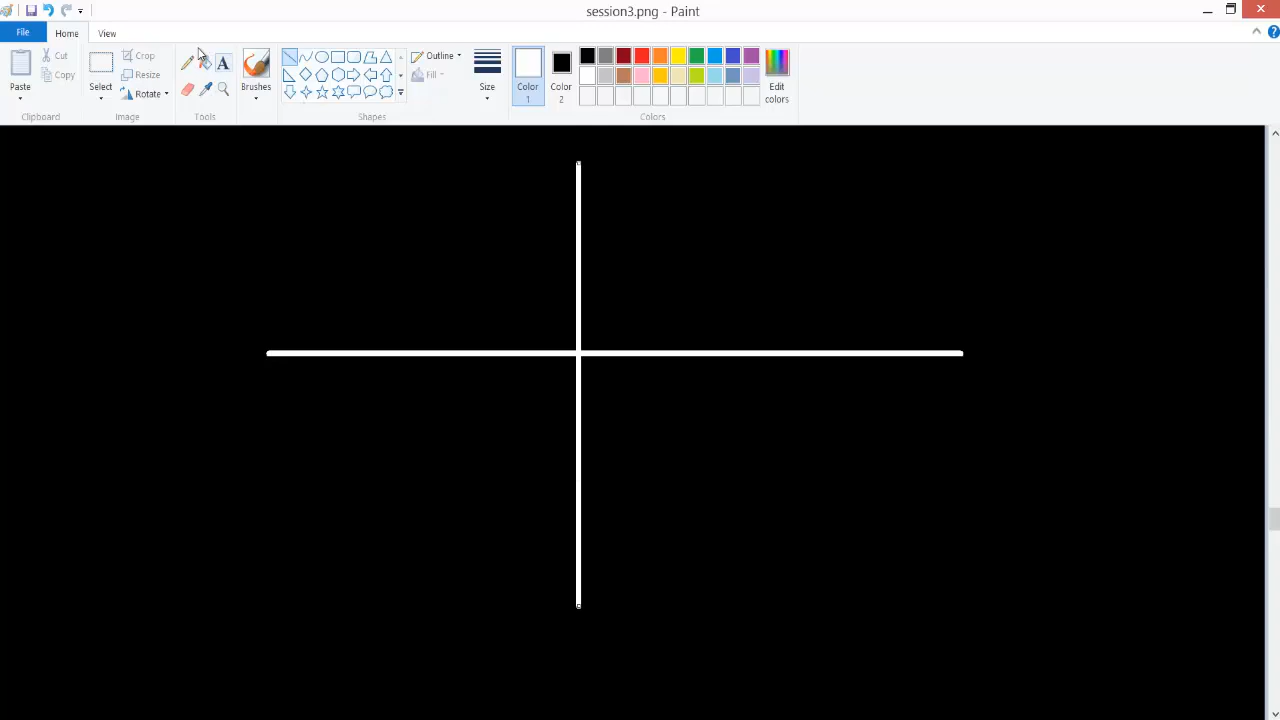 session3.png - Paint
File
Home
View
Paste
Cut
Copy
Clipboard
Select
Crop
Resize
Rotate
Image
A
Tools
Brushes
Outline
Fill
Shapes
Size
Color 1
Color 2
Edit colors
Colors
?